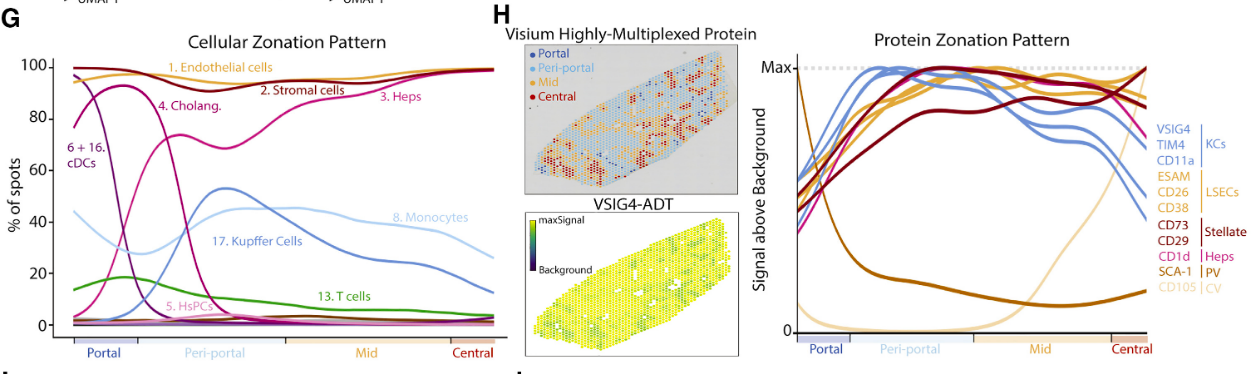 G
Cellular Zonation Pattern
% of spots
100
80
60
40
20
0
1. Endothelial cells
2. Stromal cells
3. Heps
4. Cholang.
6 + 16.
cDCs
8. Monocytes
17. Kupffer Cells
13. T cells
5. HsPCs
Portal
Peri-portal
Mid
Central
H
Visium Highly-Multiplexed Protein
Portal
Peri-portal
Mid
Central
VSIG4-ADT
maxSignal
Background
Protein Zonation Pattern
Signal above Background
Max
0
Portal
Peri-portal
Mid
Central
VSIG4
TIM4
CD11a
KCs
ESAM
CD26
CD38
LSECs
CD73
CD29
Stellate
CD1d
Heps
SCA-1
PV
CD105
CV